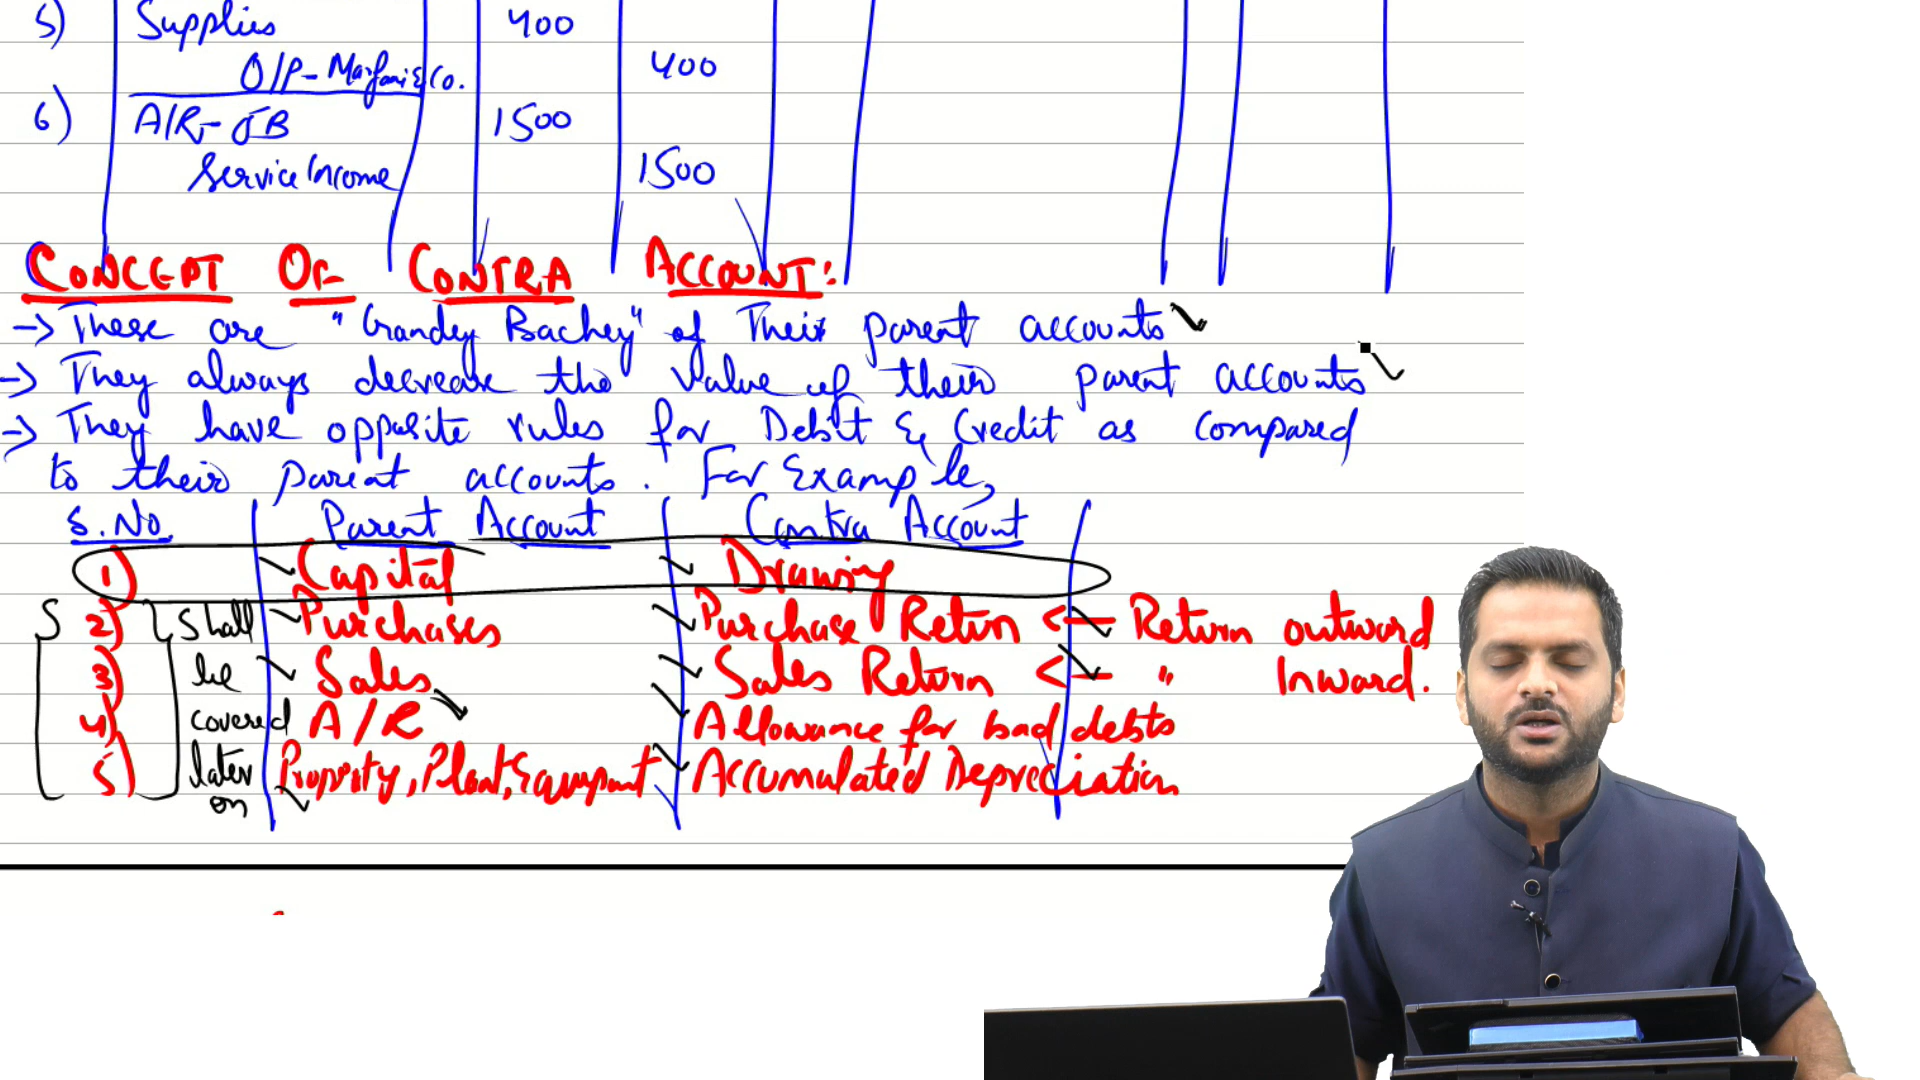 5) Supplies 400
O/P- Marfani & Co. 400
6) A/R- JB 1500
Service Income 1500
CONCEPT OF CONTRA ACCOUNT:
-> These are "Gandey Bachey" of Their parent accounts
-> They always decrease the value of their parent accounts
-> They have opposite rules for Debit & Credit as compared
to their parent accounts. For Example,
S.No. Parent Account Contra Account
1) Capital Drawing
2) Shall Purchases Purchase Return <- Return outward
3) be Sales Sales Return <- " Inward.
4) covered A/R Allowance for bad debts
5) later Property, Plant, Equipment Accumulated Depreciation
on